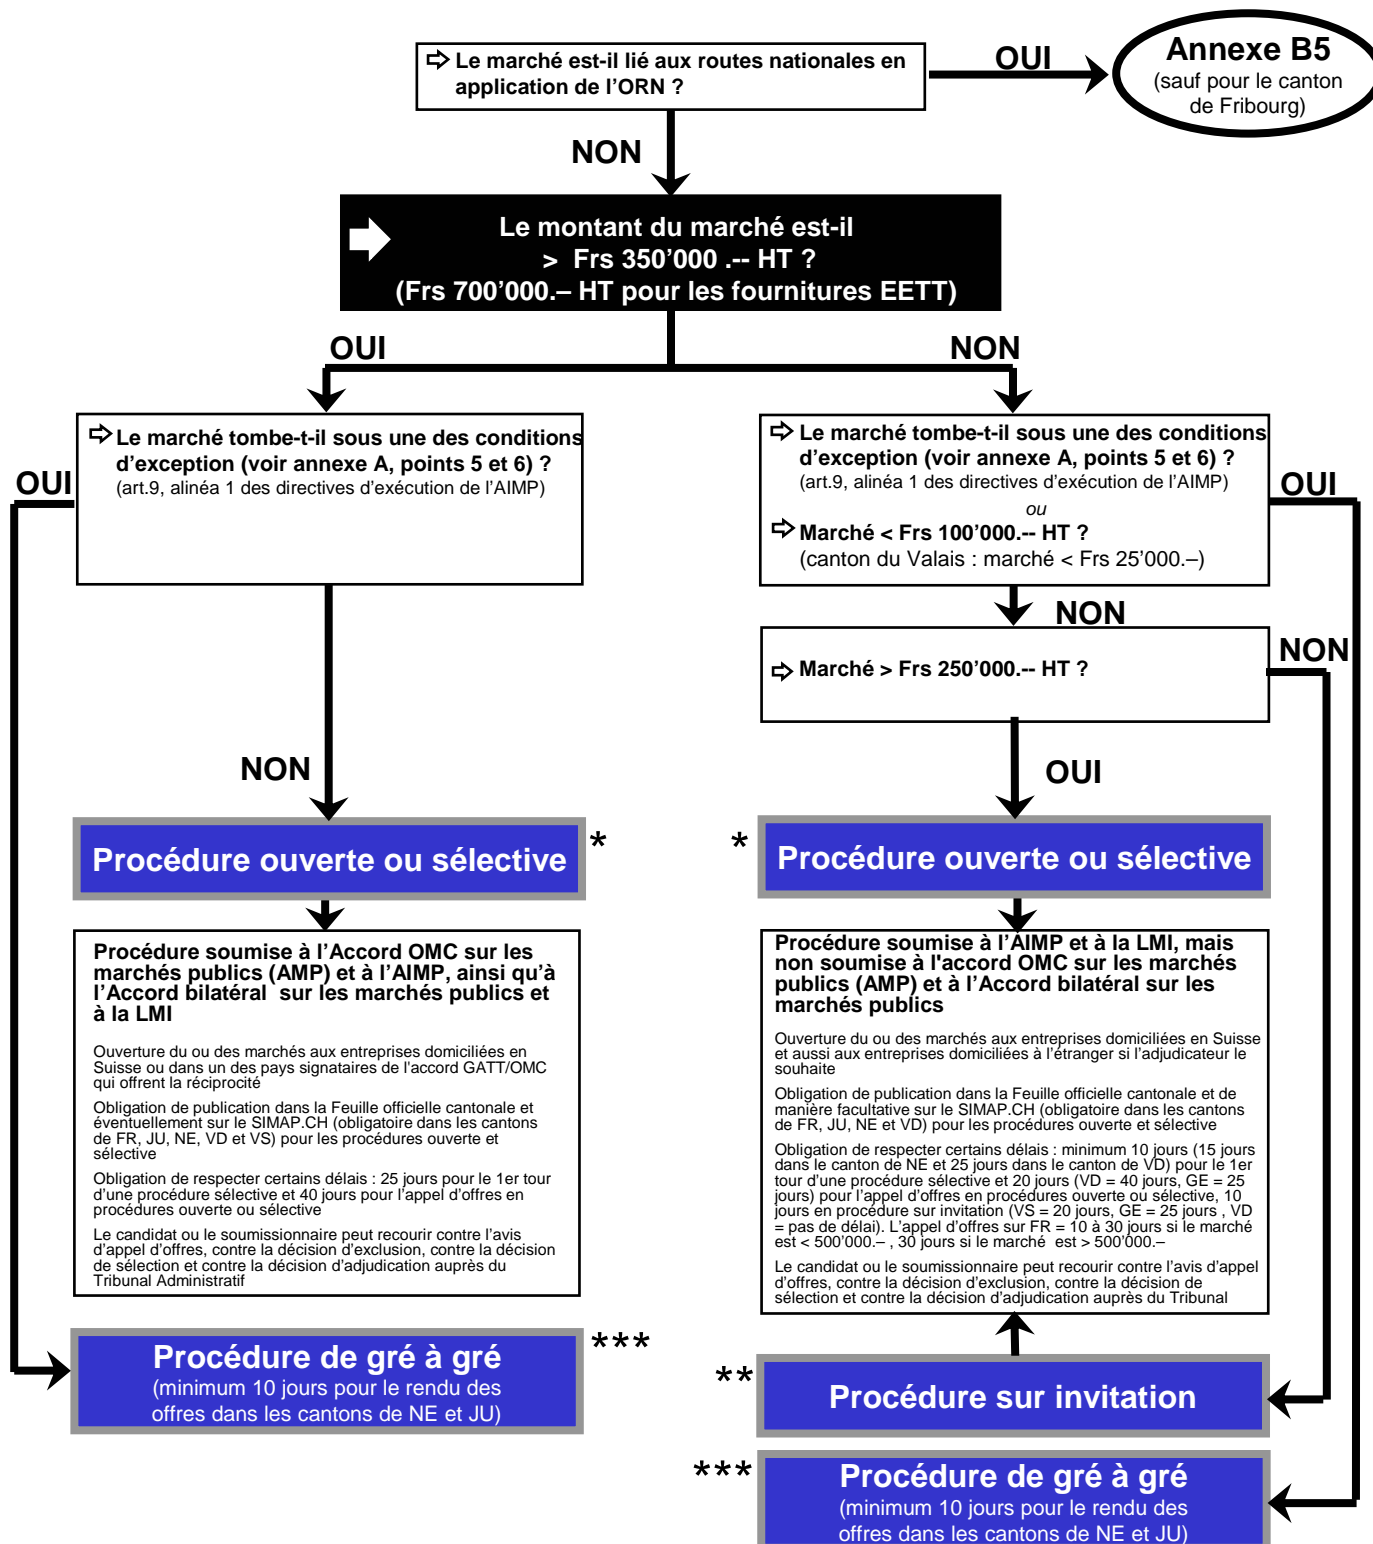 Le marché est-il lié aux routes nationales en
application de l’ORN ?
OUI
Annexe B5
(sauf pour le canton
de Fribourg)
NON
Le montant du marché est-il
> Frs 350’000 .-- HT ?
(Frs 700’000.– HT pour les fournitures EETT)
OUI
NON
Le marché tombe-t-il sous une des conditions
d’exception (voir annexe A, points 5 et 6) ?
(art.9, alinéa 1 des directives d’exécution de l’AIMP)
OUI
Le marché tombe-t-il sous une des conditions
d’exception (voir annexe A, points 5 et 6) ?
(art.9, alinéa 1 des directives d’exécution de l’AIMP)
ou
Marché < Frs 100’000.-- HT ?
(canton du Valais : marché < Frs 25’000.–)
OUI
NON
Marché > Frs 250’000.-- HT ?
NON
NON
OUI
Procédure ouverte ou sélective
*
*
Procédure ouverte ou sélective
Procédure soumise à l’Accord OMC sur les
marchés publics (AMP) et à l’AIMP, ainsi qu’à
l’Accord bilatéral sur les marchés publics et
à la LMI
Ouverture du ou des marchés aux entreprises domiciliées en
Suisse ou dans un des pays signataires de l'accord GATT/OMC
qui offrent la réciprocité
Obligation de publication dans la Feuille officielle cantonale et
éventuellement sur le SIMAP.CH (obligatoire dans les cantons
de FR, JU, NE, VD et VS) pour les procédures ouverte et
sélective
Obligation de respecter certains délais : 25 jours pour le 1er tour
d’une procédure sélective et 40 jours pour l’appel d’offres en
procédures ouverte ou sélective
Le candidat ou le soumissionnaire peut recourir contre l’avis
d’appel d’offres, contre la décision d’exclusion, contre la décision
de sélection et contre la décision d’adjudication auprès du
Tribunal Administratif
Procédure soumise à l’AIMP et à la LMI, mais
non soumise à l'accord OMC sur les marchés
publics (AMP) et à l’Accord bilatéral sur les
marchés publics
Ouverture du ou des marchés aux entreprises domiciliées en Suisse
et aussi aux entreprises domiciliées à l’étranger si l’adjudicateur le
souhaite
Obligation de publication dans la Feuille officielle cantonale et de
manière facultative sur le SIMAP.CH (obligatoire dans les cantons
de FR, JU, NE et VD) pour les procédures ouverte et sélective
Obligation de respecter certains délais : minimum 10 jours (15 jours
dans le canton de NE et 25 jours dans le canton de VD) pour le 1er
tour d’une procédure sélective et 20 jours (VD = 40 jours, GE = 25
jours) pour l’appel d’offres en procédures ouverte ou sélective, 10
jours en procédure sur invitation (VS = 20 jours, GE = 25 jours , VD
= pas de délai). L’appel d’offres sur FR = 10 à 30 jours si le marché
est < 500’000.– , 30 jours si le marché est > 500’000.–
Le candidat ou le soumissionnaire peut recourir contre l’avis d’appel
d’offres, contre la décision d’exclusion, contre la décision de
sélection et contre la décision d’adjudication auprès du Tribunal
Procédure de gré à gré
(minimum 10 jours pour le rendu des
offres dans les cantons de NE et JU)
***
**
Procédure sur invitation
***
Procédure de gré à gré
(minimum 10 jours pour le rendu des
offres dans les cantons de NE et JU)